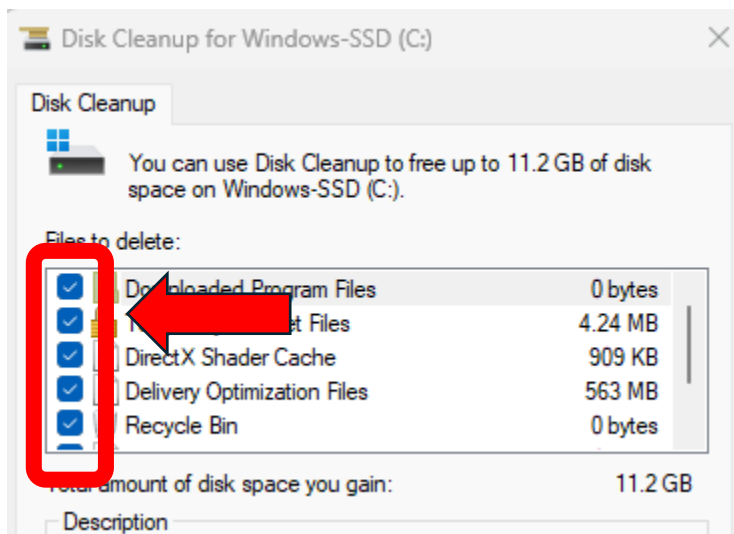 Disk Cleanup for Windows-SSD (C:)
Disk Cleanup
You can use Disk Cleanup to free up to 11.2 GB of disk
space on Windows-SSD (C:).
Files to delete:
Downloaded Program Files 0 bytes
Files 4.24 MB
DirectX Shader Cache 909 KB
Delivery Optimization Files 563 MB
Recycle Bin 0 bytes
Total amount of disk space you gain: 11.2 GB
Description